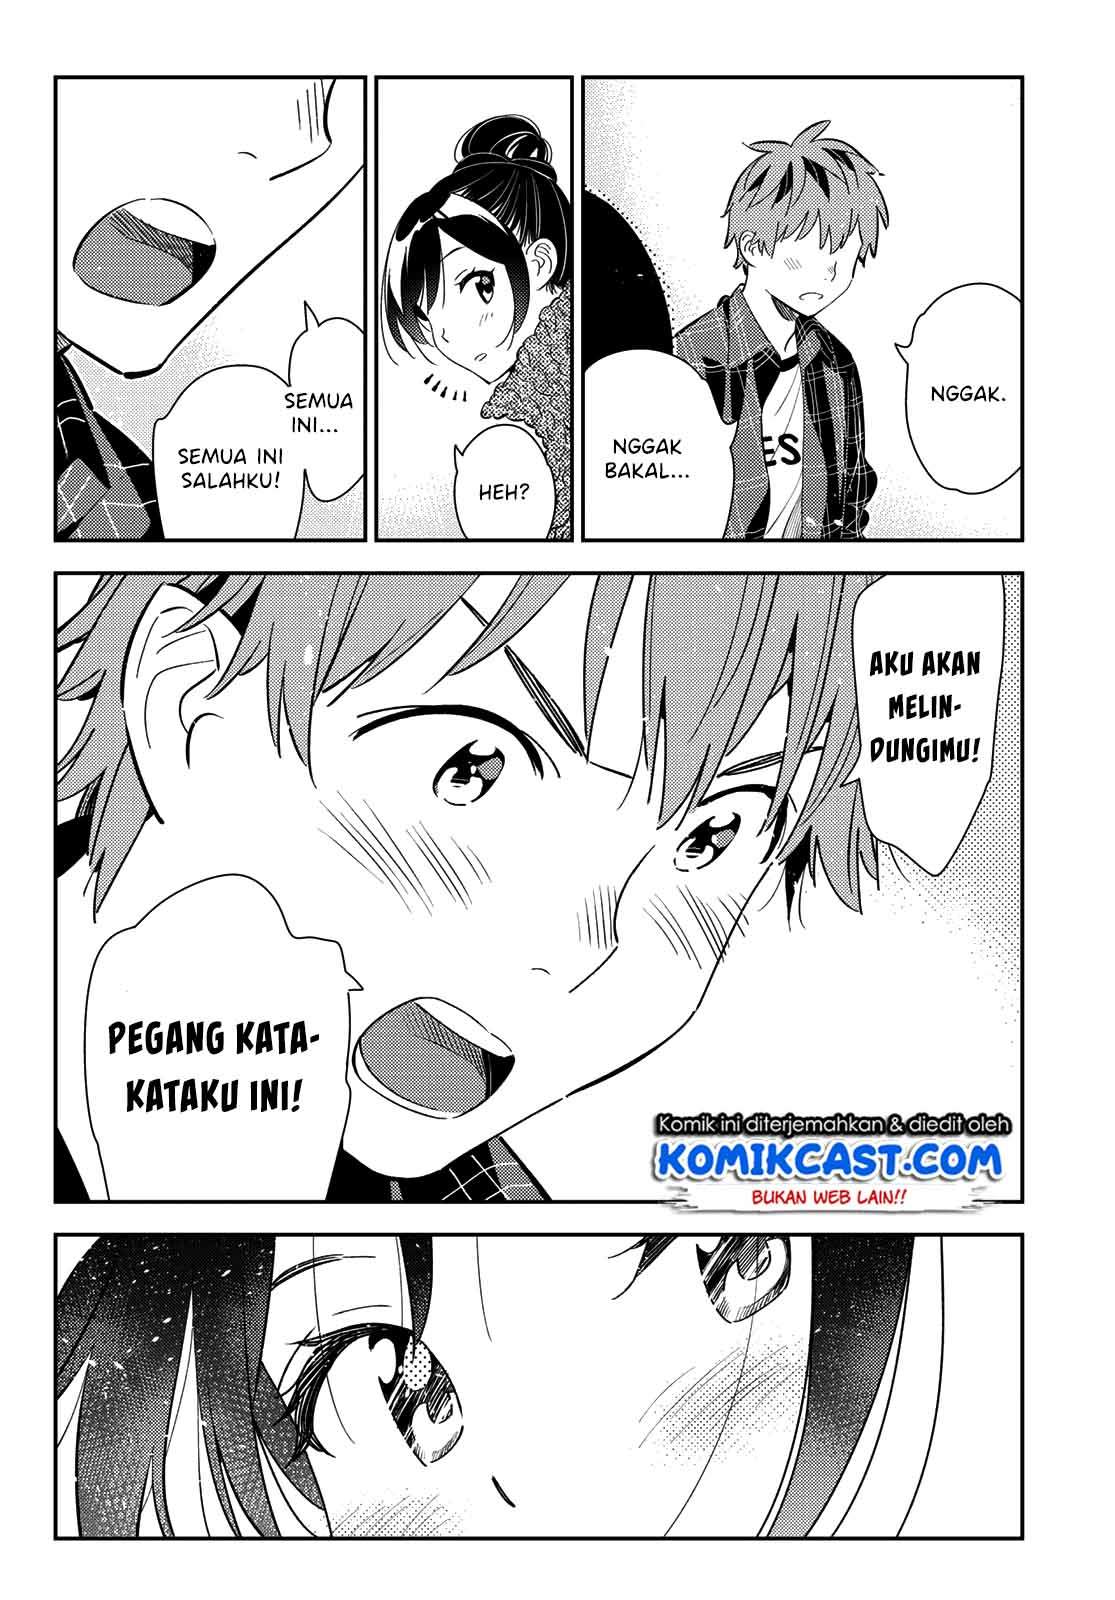 NGGAK.
NGGAK
BAKAL...
HEH?
SEMUA
INI...
SEMUA INI
SALAHKU!
ES
AKU AKAN
MELIN-
DUNGIMU!
PEGANG KATA-
KATAKU INI!
Komik ini diterjemahkan & diedit oleh
KOMIKCAST.COM
BUKAN WEB LAIN!!